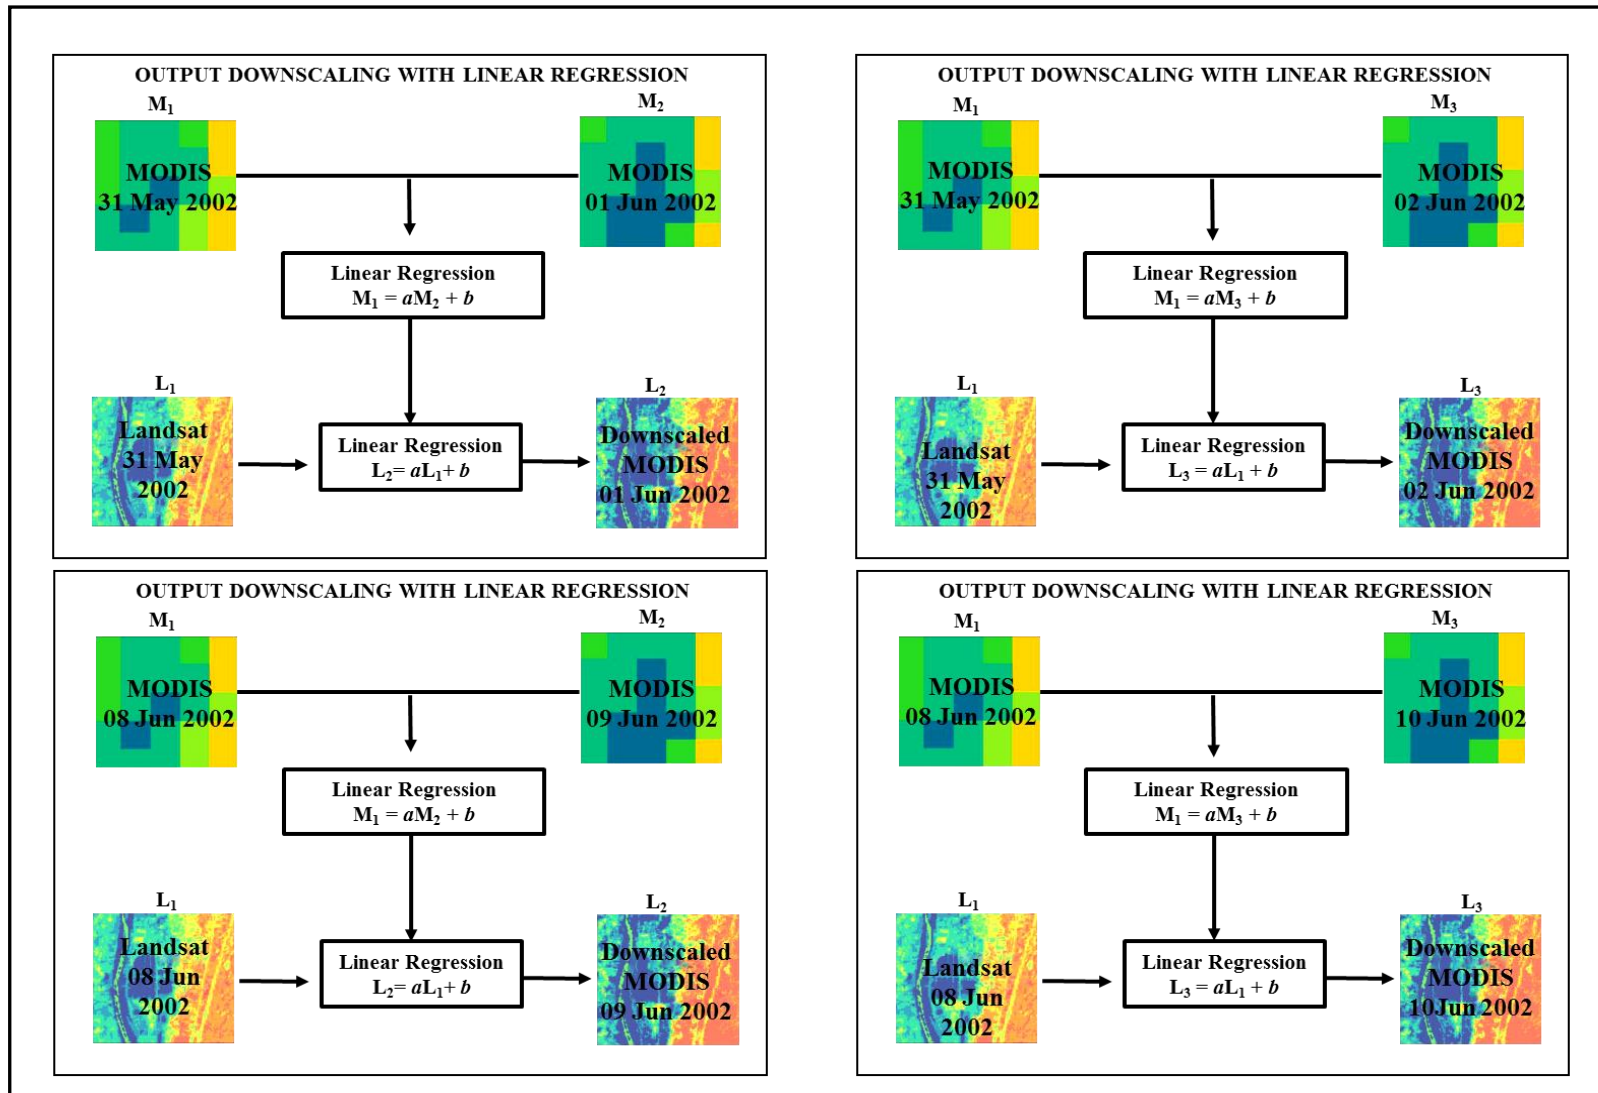 OUTPUT DOWNSCALING WITH LINEAR REGRESSION
M₁
M₂
MODIS
31 May 2002
MODIS
01 Jun 2002
Linear Regression
M₁ = aM₂ + b
L₁
L₂
Landsat
31 May
2002
Linear Regression
L₂= aL₁+ b
Downscaled
MODIS
01 Jun 2002
OUTPUT DOWNSCALING WITH LINEAR REGRESSION
M₁
M₃
MODIS
31 May 2002
MODIS
02 Jun 2002
Linear Regression
M₁ = aM₃ + b
L₁
L₃
Landsat
31 May
2002
Linear Regression
L₃ = aL₁ + b
Downscaled
MODIS
02 Jun 2002
OUTPUT DOWNSCALING WITH LINEAR REGRESSION
M₁
M₂
MODIS
08 Jun 2002
MODIS
09 Jun 2002
Linear Regression
M₁ = aM₂ + b
L₁
L₂
Landsat
08 Jun
2002
Linear Regression
L₂= aL₁+ b
Downscaled
MODIS
09 Jun 2002
OUTPUT DOWNSCALING WITH LINEAR REGRESSION
M₁
M₃
MODIS
08 Jun 2002
MODIS
10 Jun 2002
Linear Regression
M₁ = aM₃ + b
L₁
L₃
Landsat
08 Jun
2002
Linear Regression
L₃ = aL₁ + b
Downscaled
MODIS
10Jun 2002